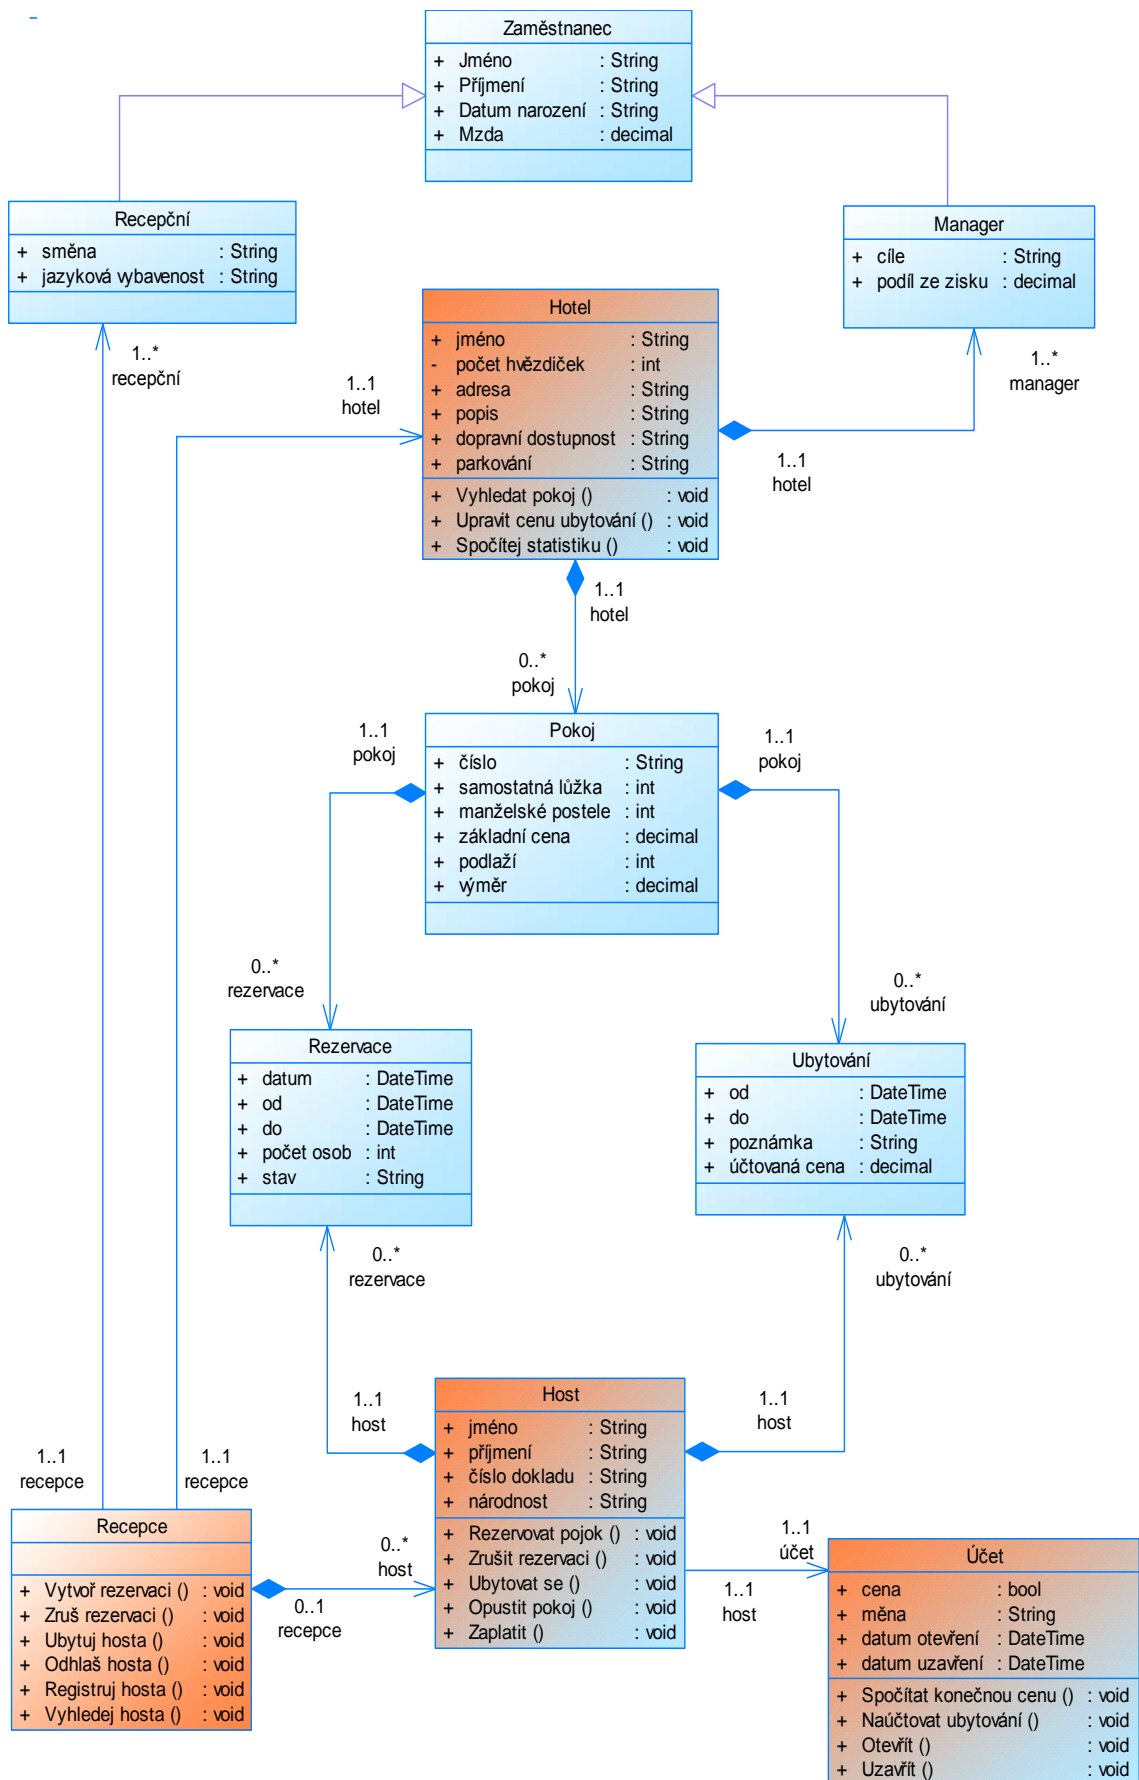 Zaměstnanec
+ Jméno : String
+ Příjmení : String
+ Datum narození : String
+ Mzda : decimal
Recepční
+ směna : String
+ jazyková vybavenost : String
Manager
+ cíle : String
+ podíl ze zisku : decimal
Hotel
+ jméno : String
- počet hvězdiček : int
+ adresa : String
+ popis : String
+ dopravní dostupnost : String
+ parkování : String
+ Vyhledat pokoj () : void
+ Upravit cenu ubytování () : void
+ Spočítej statistiku () : void
1..*
recepční
1..1
hotel
1..*
manager
1..1
hotel
1..1
hotel
0..*
pokoj
1..1
pokoj
Pokoj
+ číslo : String
+ samostatná lůžka : int
+ manželské postele : int
+ základní cena : decimal
+ podlaží : int
+ výměr : decimal
1..1
pokoj
0..*
rezervace
0..*
ubytování
Rezervace
+ datum : DateTime
+ od : DateTime
+ do : DateTime
+ počet osob : int
+ stav : String
Ubytování
+ od : DateTime
+ do : DateTime
+ poznámka : String
+ účtovaná cena : decimal
0..*
rezervace
0..*
ubytování
1..1
host
Host
+ jméno : String
+ příjmení : String
+ číslo dokladu : String
+ národnost : String
+ Rezervovat pojok () : void
+ Zrušit rezervaci () : void
+ Ubytovat se () : void
+ Opustit pokoj () : void
+ Zaplatit () : void
1..1
host
1..1
recepce
1..1
recepce
Recepce
+ Vytvoř rezervaci () : void
+ Zruš rezervaci () : void
+ Ubytuj hosta () : void
+ Odhlaš hosta () : void
+ Registruj hosta () : void
+ Vyhledej hosta () : void
0..*
host
0..1
recepce
1..1
účet
1..1
host
Účet
+ cena : bool
+ měna : String
+ datum otevření : DateTime
+ datum uzavření : DateTime
+ Spočítat konečnou cenu () : void
+ Naúčtovat ubytování () : void
+ Otevřít () : void
+ Uzavřít () : void